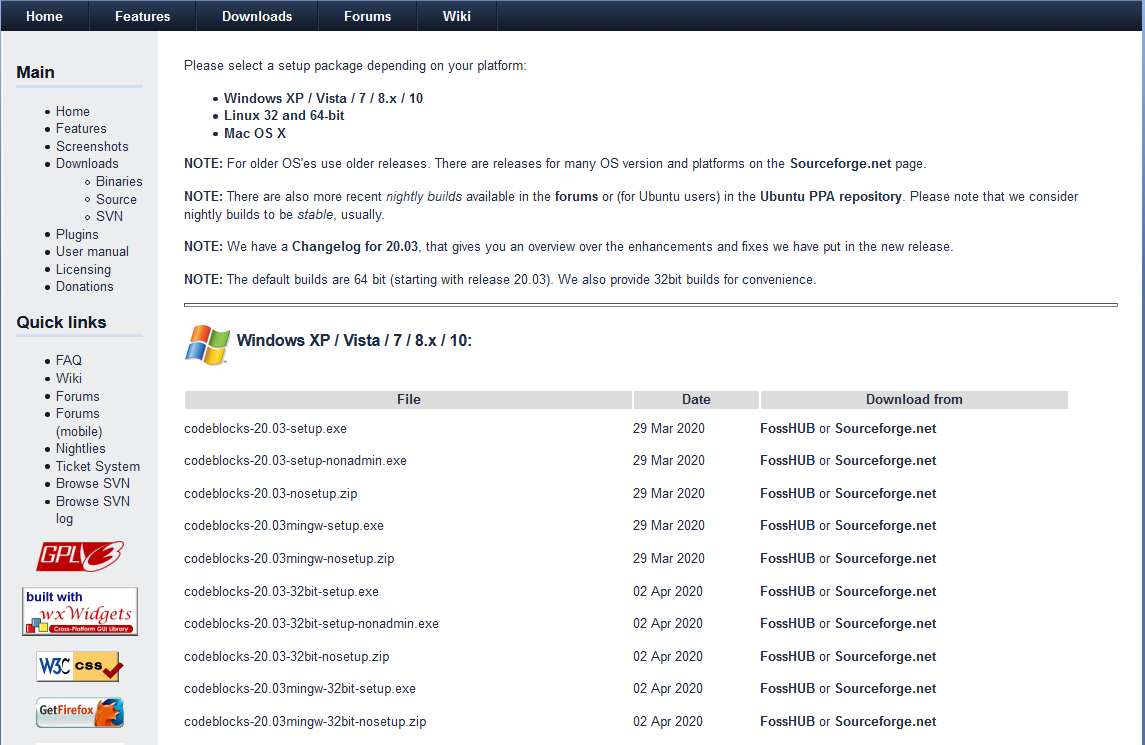 Home Features Downloads Forums Wiki
Main
Home
Features
Screenshots
Downloads
Binaries
Source
SVN
Plugins
User manual
Licensing
Donations
Quick links
FAQ
Wiki
Forums
Forums
(mobile)
Nightlies
Ticket System
Browse SVN
Browse SVN
log
GPL v3
built with
wxWidgets
Cross-Platform GUI Library
W3C css
GetFirefox
Please select a setup package depending on your platform:
Windows XP / Vista / 7 / 8.x / 10
Linux 32 and 64-bit
Mac OS X
NOTE: For older OS'es use older releases. There are releases for many OS version and platforms on the Sourceforge.net page.
NOTE: There are also more recent nightly builds available in the forums or (for Ubuntu users) in the Ubuntu PPA repository. Please note that we consider
nightly builds to be stable, usually.
NOTE: We have a Changelog for 20.03, that gives you an overview over the enhancements and fixes we have put in the new release.
NOTE: The default builds are 64 bit (starting with release 20.03). We also provide 32bit builds for convenience.
Windows XP / Vista / 7 / 8.x / 10:
File Date Download from
codeblocks-20.03-setup.exe 29 Mar 2020 FossHUB or Sourceforge.net
codeblocks-20.03-setup-nonadmin.exe 29 Mar 2020 FossHUB or Sourceforge.net
codeblocks-20.03-nosetup.zip 29 Mar 2020 FossHUB or Sourceforge.net
codeblocks-20.03mingw-setup.exe 29 Mar 2020 FossHUB or Sourceforge.net
codeblocks-20.03mingw-nosetup.zip 29 Mar 2020 FossHUB or Sourceforge.net
codeblocks-20.03-32bit-setup.exe 02 Apr 2020 FossHUB or Sourceforge.net
codeblocks-20.03-32bit-setup-nonadmin.exe 02 Apr 2020 FossHUB or Sourceforge.net
codeblocks-20.03-32bit-nosetup.zip 02 Apr 2020 FossHUB or Sourceforge.net
codeblocks-20.03mingw-32bit-setup.exe 02 Apr 2020 FossHUB or Sourceforge.net
codeblocks-20.03mingw-32bit-nosetup.zip 02 Apr 2020 FossHUB or Sourceforge.net